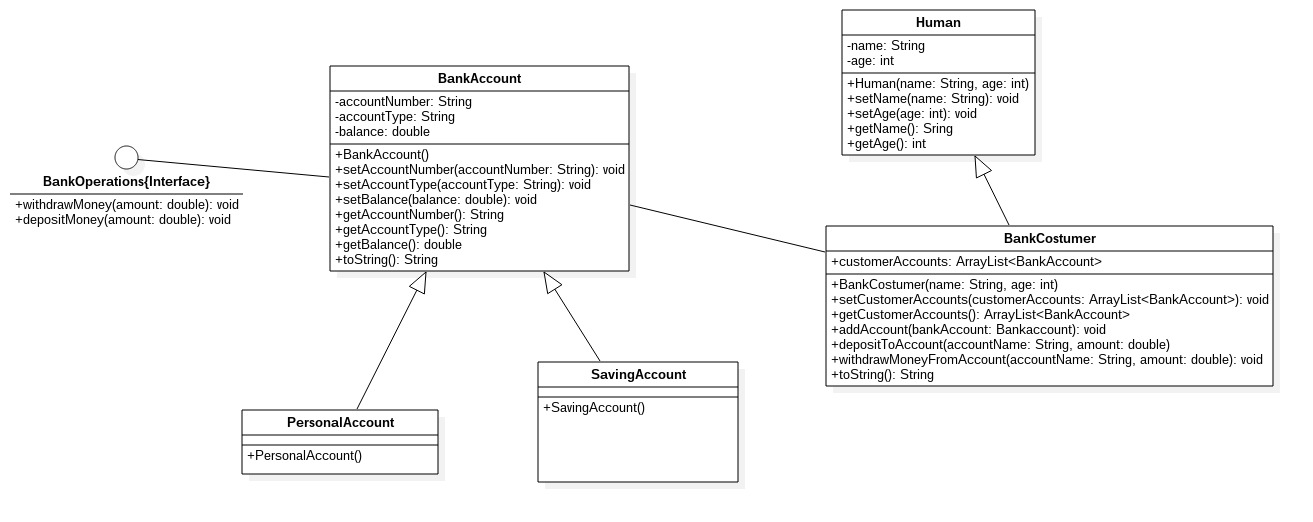 BankOperations{Interface}
+withdrawMoney(amount: double): void
+depositMoney(amount: double): void
BankAccount
-accountNumber: String
-accountType: String
-balance: double
+BankAccount()
+setAccountNumber(accountNumber: String): void
+setAccountType(accountType: String): void
+setBalance(balance: double): void
+getAccountNumber(): String
+getAccountType(): String
+getBalance(): double
+toString(): String
Human
-name: String
-age: int
+Human(name: String, age: int)
+setName(name: String): void
+setAge(age: int): void
+getName(): Sring
+getAge(): int
BankCostumer
+customerAccounts: ArrayList<BankAccount>
+BankCostumer(name: String, age: int)
+setCustomerAccounts(customerAccounts: ArrayList<BankAccount>): void
+getCustomerAccounts(): ArrayList<BankAccount>
+addAccount(bankAccount: Bankaccount): void
+depositToAccount(accountName: String, amount: double)
+withdrawMoneyFromAccount(accountName: String, amount: double): void
+toString(): String
PersonalAccount
+PersonalAccount()
SavingAccount
+SavingAccount()